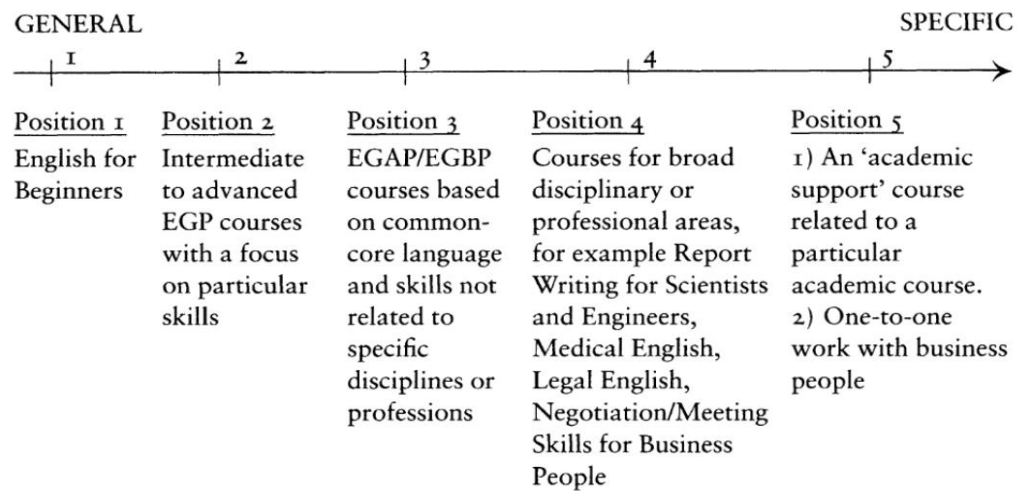 GENERAL
SPECIFIC
1
2
3
4
5
Position 1
English for
Beginners
Position 2
Intermediate
to advanced
EGP courses
with a focus
on particular
skills
Position 3
EGAP/EGBP
courses based
on common-
core language
and skills not
related to
specific
disciplines or
professions
Position 4
Courses for broad
disciplinary or
professional areas,
for example Report
Writing for Scientists
and Engineers,
Medical English,
Legal English,
Negotiation/Meeting
Skills for Business
People
Position 5
1) An ‘academic
support’ course
related to a
particular
academic course.
2) One-to-one
work with business
people